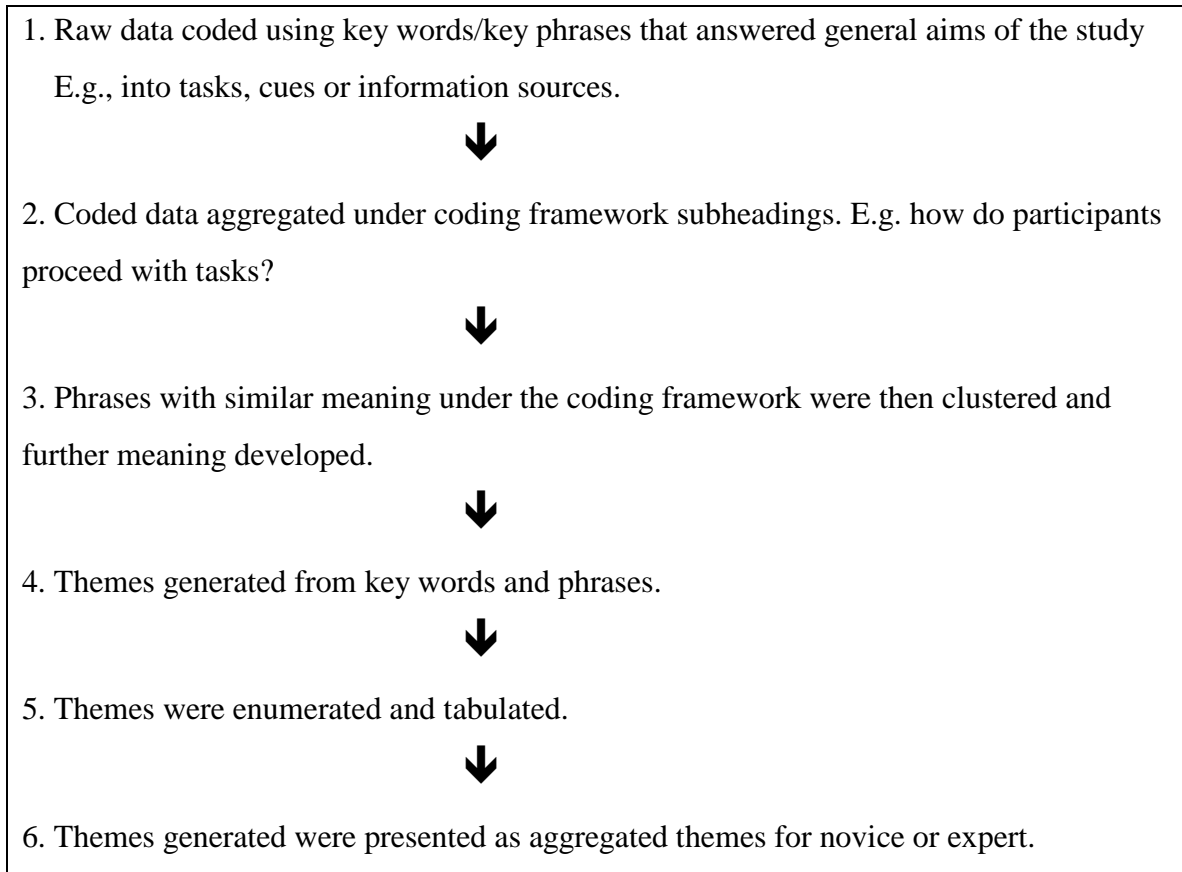 1. Raw data coded using key words/key phrases that answered general aims of the study
E.g., into tasks, cues or information sources.
2. Coded data aggregated under coding framework subheadings. E.g. how do participants
proceed with tasks?
3. Phrases with similar meaning under the coding framework were then clustered and
further meaning developed.
4. Themes generated from key words and phrases.
5. Themes were enumerated and tabulated.
6. Themes generated were presented as aggregated themes for novice or expert.